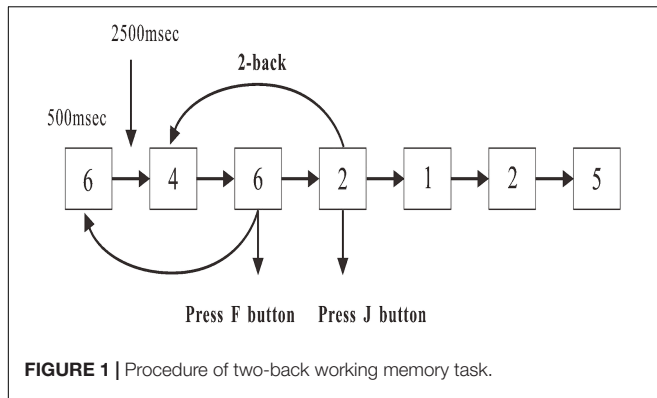 2500msec
2-back
500msec
6 4 6 2 1 2 5
Press F button Press J button
FIGURE 1 | Procedure of two-back working memory task.